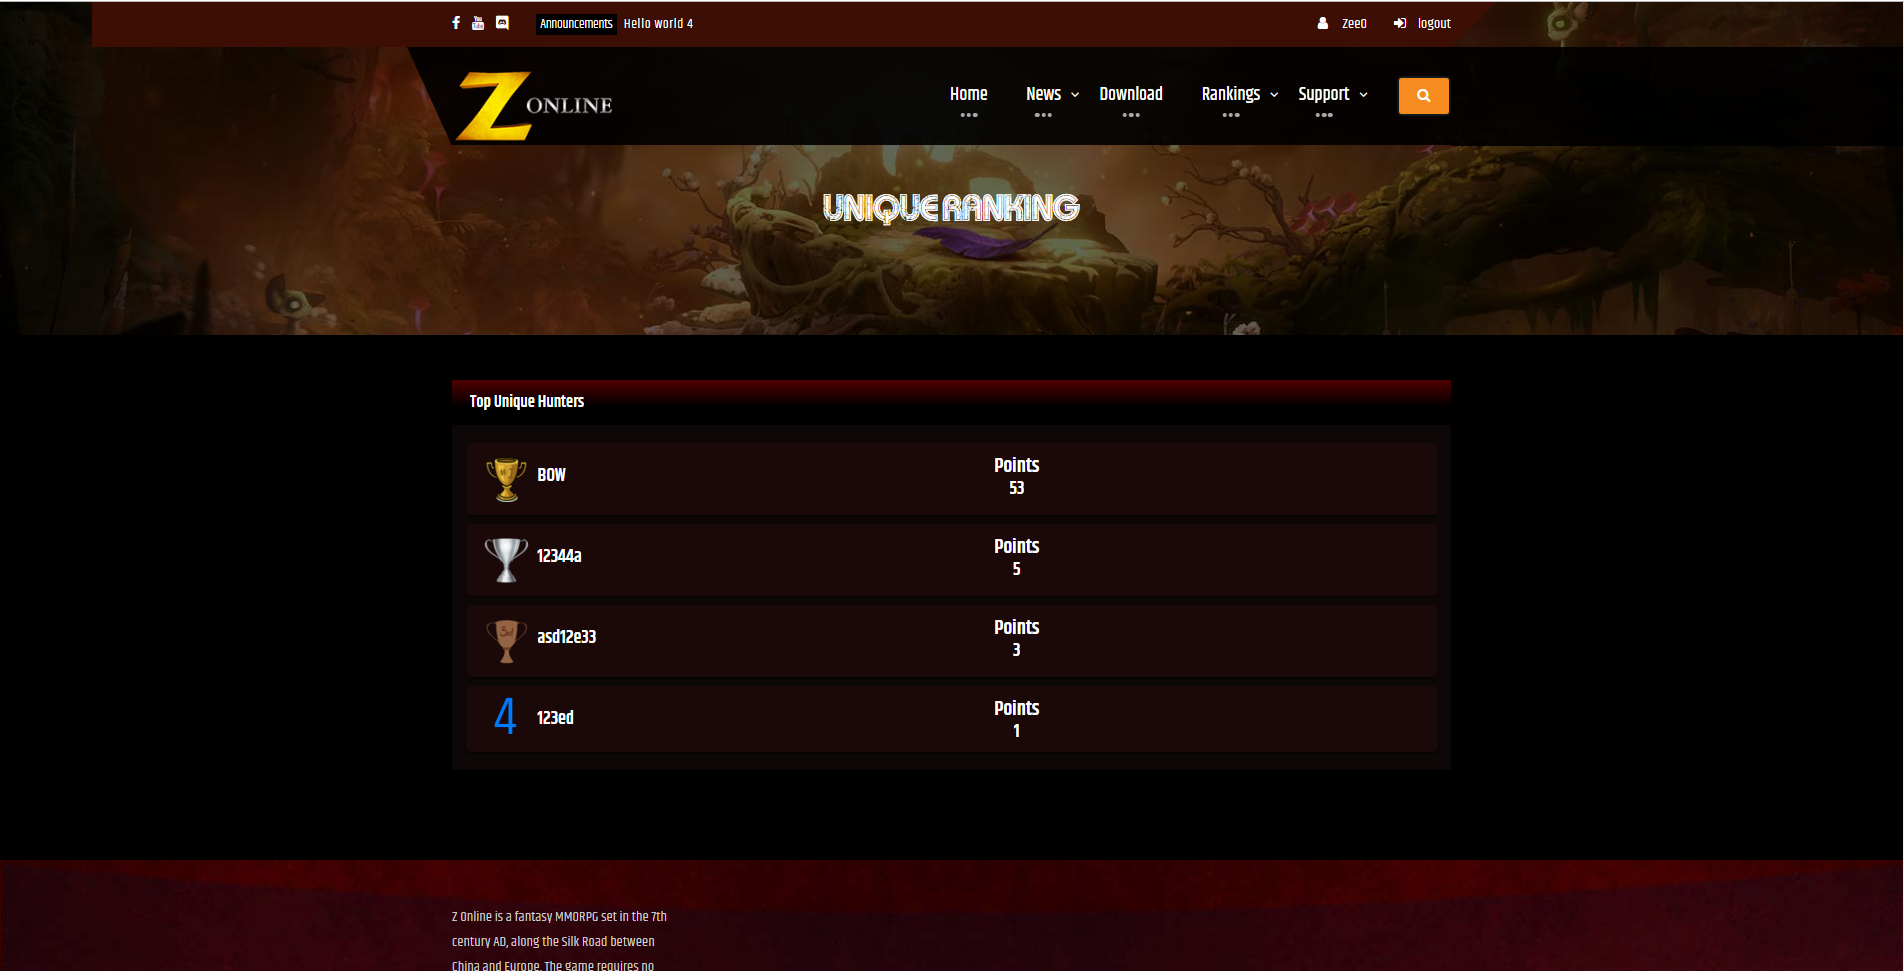 Announcements Hello world 4 Zee0 logout
Z ONLINE
Home News Download Rankings Support
UNIQUE RANKING
Top Unique Hunters
BOW
Points
53
12344a
Points
5
asd12e33
Points
3
4 123ed
Points
1
Z Online is a fantasy MMORPG set in the 7th
century AD, along the Silk Road between
China and Europe. The game requires no